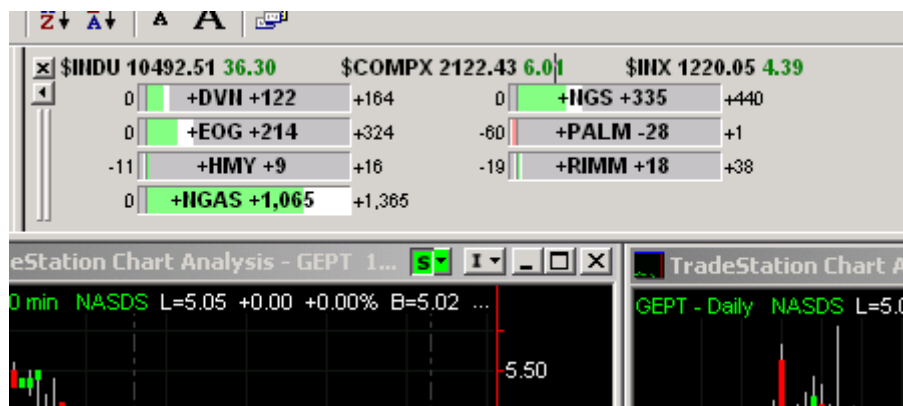 Z A A A
$INDU 10492.51 36.30 $COMPX 2122.43 6.01 $INX 1220.05 4.39
0 +DVN +122 +164 0 +NGS +335 +440
0 +EOG +214 +324 -60 +PALM -28 +1
-11 +HMY +9 +16 -19 +RIMM +18 +38
0 +NGAS +1,065 +1,365
eStation Chart Analysis - GEPT 1... S I TradeStation Chart A
0 min NASDS L=5.05 +0.00 +0.00% B=5.02 ... GEPT - Daily NASDS L=5.0
5.50